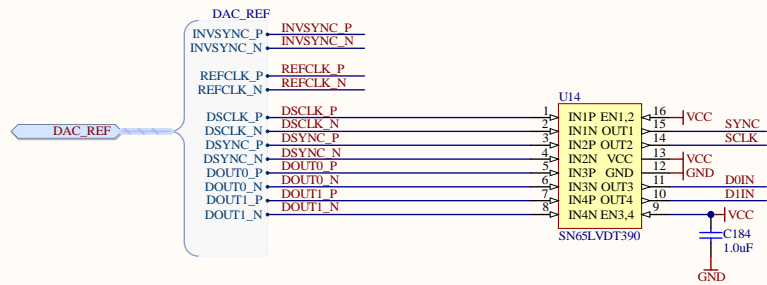 DAC_REF
DAC_REF
INVSYNC_P INVSYNC_P
INVSYNC_N INVSYNC_N
REFCLK_P REFCLK_P
REFCLK_N REFCLK_N
U14
DSCLK_P DSCLK_P 1 IN1P EN1,2 16 VCC
DSCLK_N DSCLK_N 2 IN1N OUT1 15 SYNC
DSYNC_P DSYNC_P 3 IN2P OUT2 14 SCLK
DSYNC_N DSYNC_N 4 IN2N VCC 13 VCC
DOUT0_P DOUT0_P 5 IN3P GND 12 GND
DOUT0_N DOUT0_N 6 IN3N OUT3 11 D0IN
DOUT1_P DOUT1_P 7 IN4P OUT4 10 D1IN
DOUT1_N DOUT1_N 8 IN4N EN3,4 9 VCC
SN65LVDT390
C184
1.0uF
GND